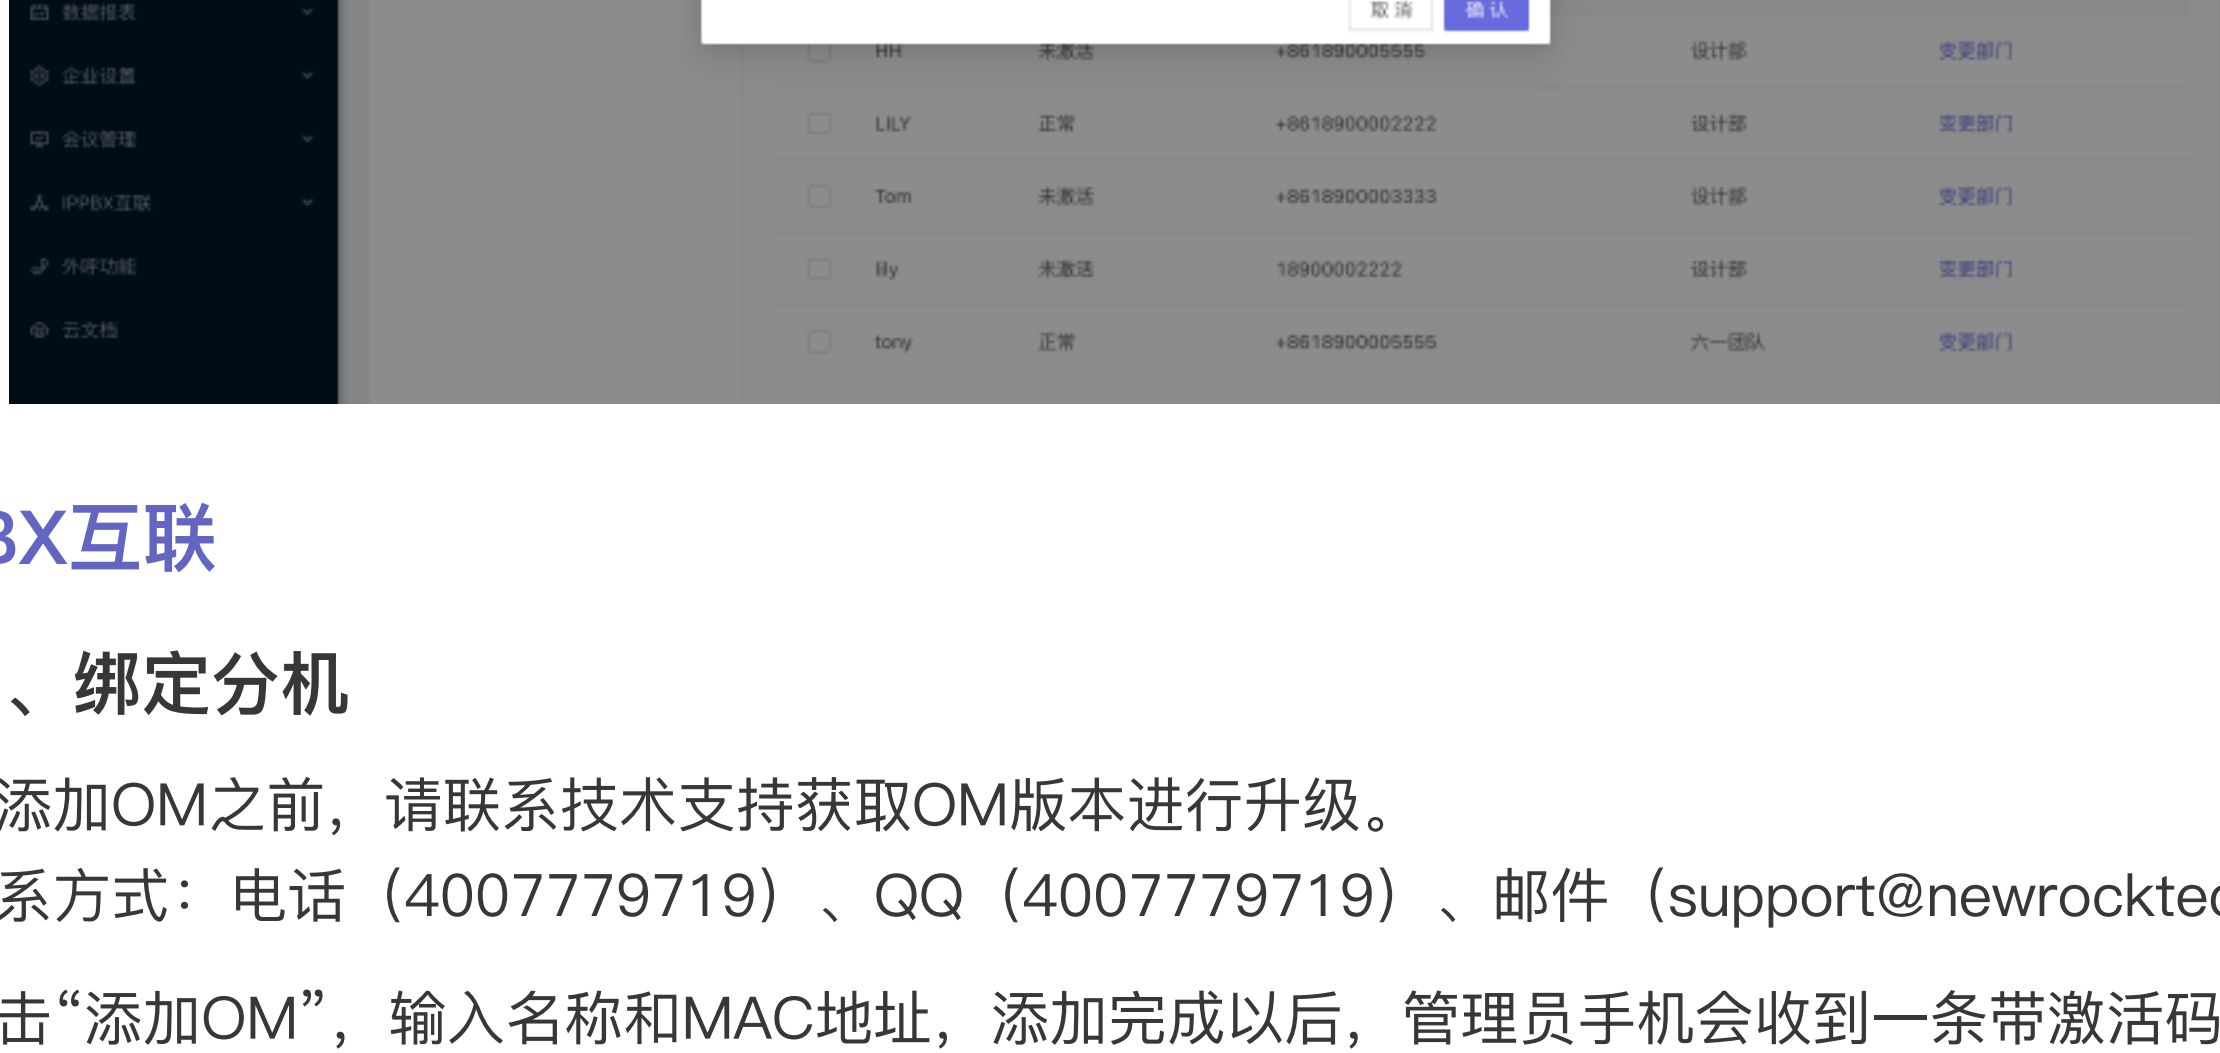 数据报表
取消 确认
HH 未激活 +861890005555 设计部 变更部门
企业设置
LILY 正常 +8618900002222 设计部 变更部门
会议管理
Tom 未激活 +8618900003333 设计部 变更部门
IPPBX互联
lily 未激活 18900002222 设计部 变更部门
外呼功能
云文档
tony 正常 +8618900005555 六一团队 变更部门
BX互联
、绑定分机
添加OM之前，请联系技术支持获取OM版本进行升级。
系方式：电话（4007779719）、QQ（4007779719）、邮件（support@newrocktec
击“添加OM”，输入名称和MAC地址，添加完成以后，管理员手机会收到一条带激活码